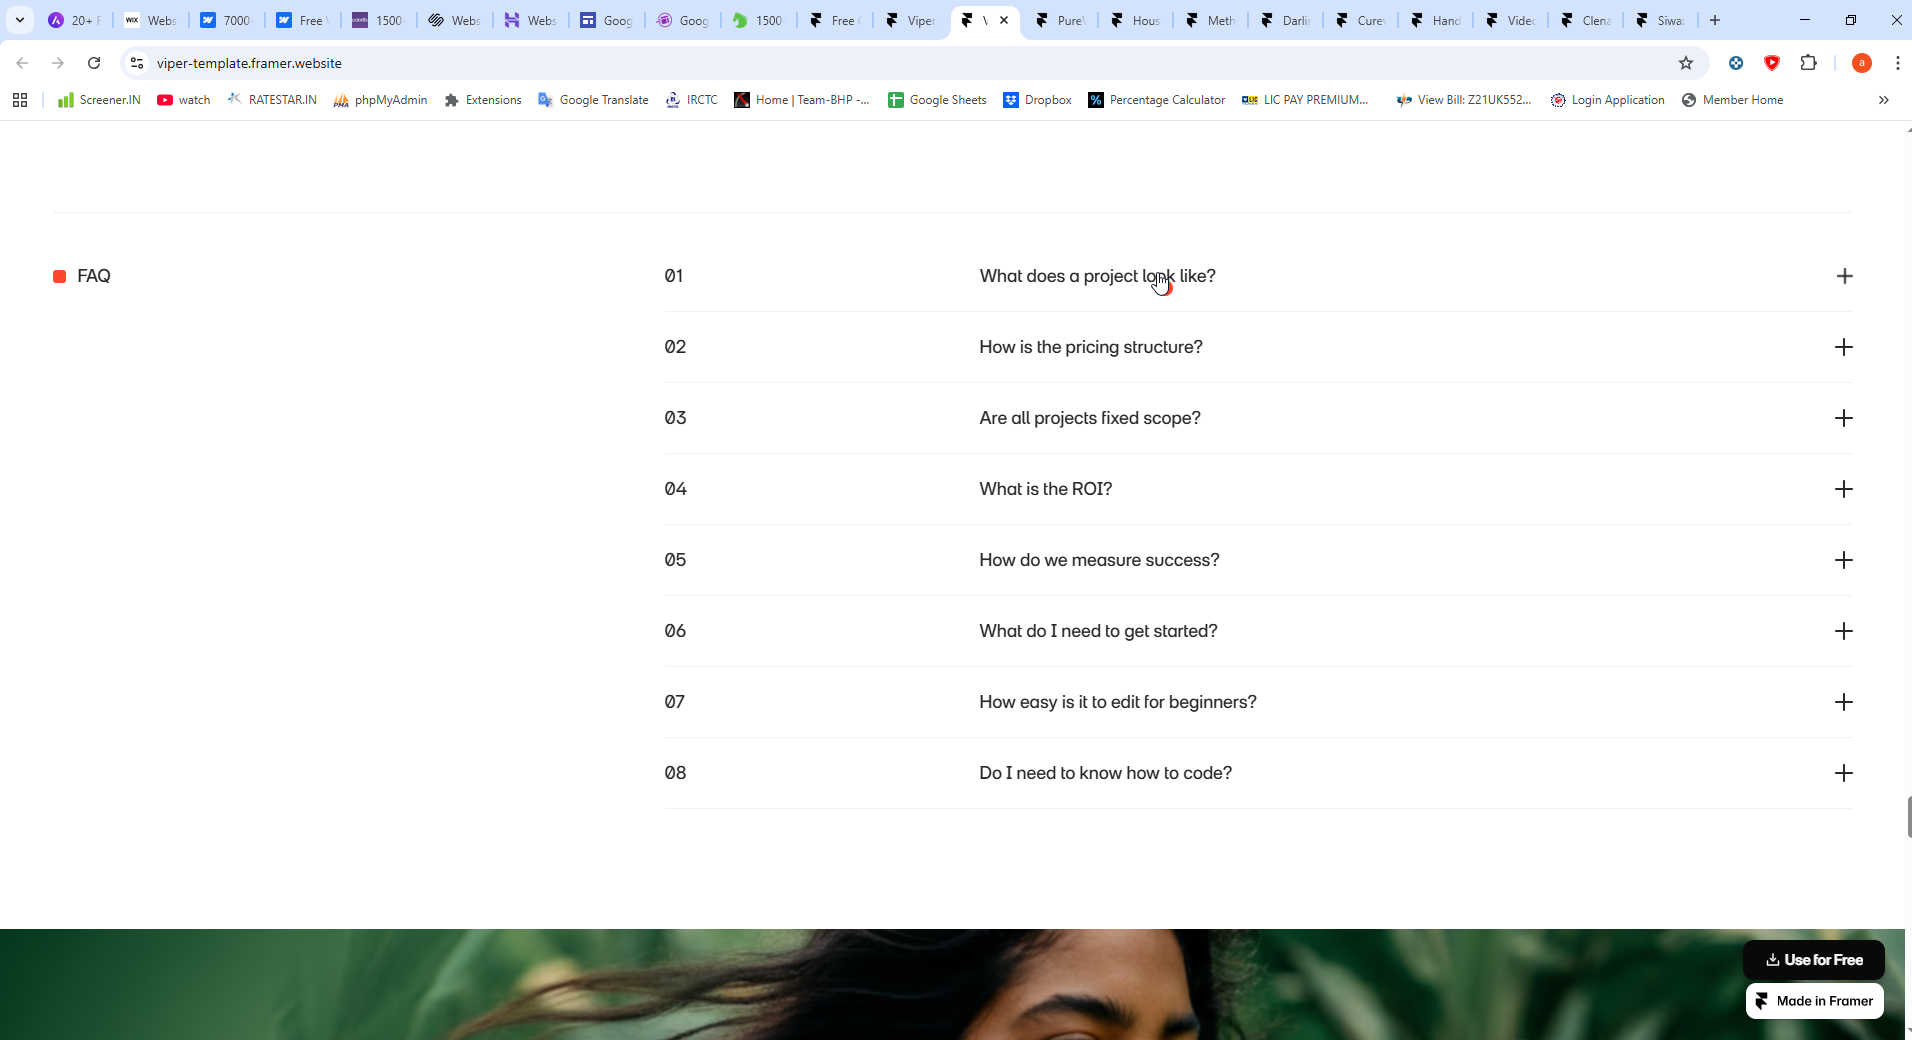 20+ F
WIX Webs
7000
Free
1500
Webs
Webs
Goog
Goog
1500
Free
Viper
V
Pure
Hous
Meth
Darli
Cure
Hand
Videc
Clena
Siwa
viper-template.framer.website
a
Screener.IN
watch
RATESTAR.IN
phpMyAdmin
Extensions
Google Translate
IRCTC
Home | Team-BHP -...
Google Sheets
Dropbox
Percentage Calculator
LIC PAY PREMIUM...
View Bill: Z21UK552...
Login Application
Member Home
FAQ
01 What does a project look like?
02 How is the pricing structure?
03 Are all projects fixed scope?
04 What is the ROI?
05 How do we measure success?
06 What do I need to get started?
07 How easy is it to edit for beginners?
08 Do I need to know how to code?
Use for Free
Made in Framer